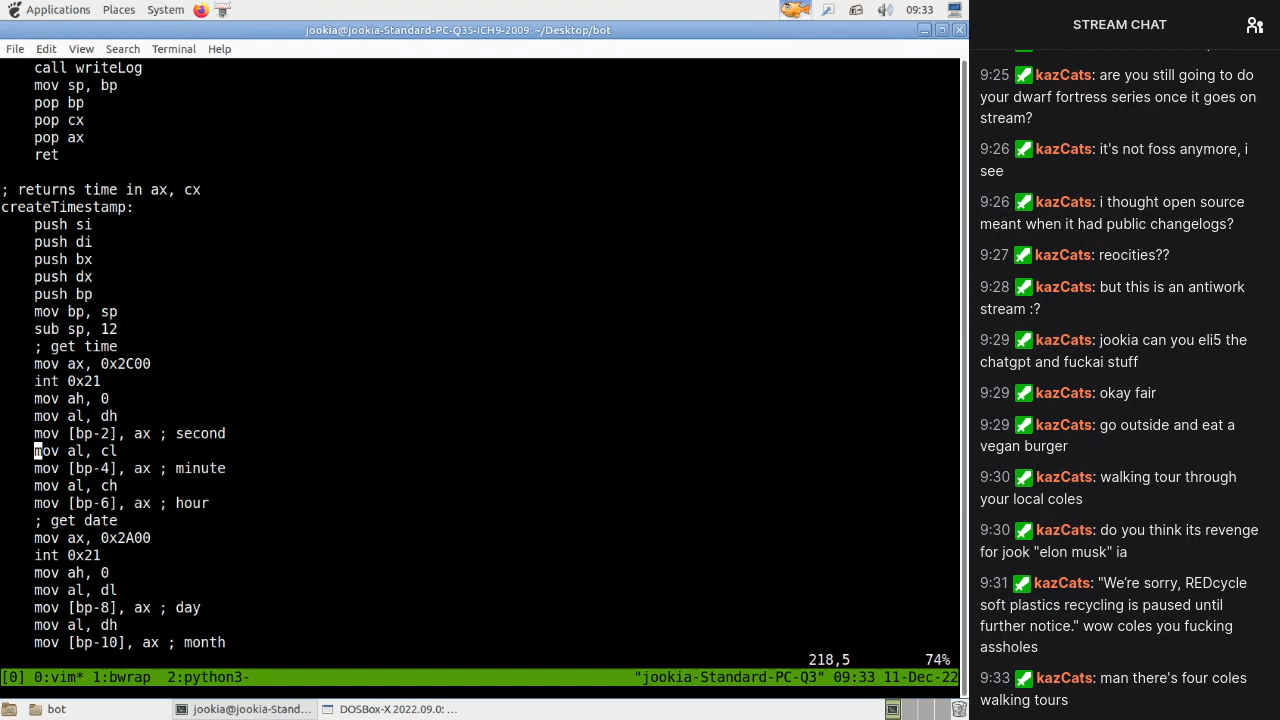 Applications Places System 09:33
jookia@jookia-Standard-PC-Q35-ICH9-2009: ~/Desktop/bot
File Edit View Search Terminal Help
call writeLog
mov sp, bp
pop bp
pop cx
pop ax
ret
; returns time in ax, cx
createTimestamp:
push si
push di
push bx
push dx
push bp
mov bp, sp
sub sp, 12
; get time
mov ax, 0x2C00
int 0x21
mov ah, 0
mov al, dh
mov [bp-2], ax ; second
mov al, cl
mov [bp-4], ax ; minute
mov al, ch
mov [bp-6], ax ; hour
; get date
mov ax, 0x2A00
int 0x21
mov ah, 0
mov al, dl
mov [bp-8], ax ; day
mov al, dh
mov [bp-10], ax ; month
218,5 74%
[0] 0:vim* 1:bwrap 2:python3- "jookia-Standard-PC-Q3" 09:33 11-Dec-22
bot jookia@jookia-Stand... DOSBox-X 2022.09.0: ...
STREAM CHAT
9:25 kazCats: are you still going to do
your dwarf fortress series once it goes on
stream?
9:26 kazCats: it's not foss anymore, i
see
9:26 kazCats: i thought open source
meant when it had public changelogs?
9:27 kazCats: reocities??
9:28 kazCats: but this is an antiwork
stream :?
9:29 kazCats: jookia can you eli5 the
chatgpt and fuckai stuff
9:29 kazCats: okay fair
9:29 kazCats: go outside and eat a
vegan burger
9:30 kazCats: walking tour through
your local coles
9:30 kazCats: do you think its revenge
for jook "elon musk" ia
9:31 kazCats: "We're sorry, REDcycle
soft plastics recycling is paused until
further notice." wow coles you fucking
assholes
9:33 kazCats: man there's four coles
walking tours